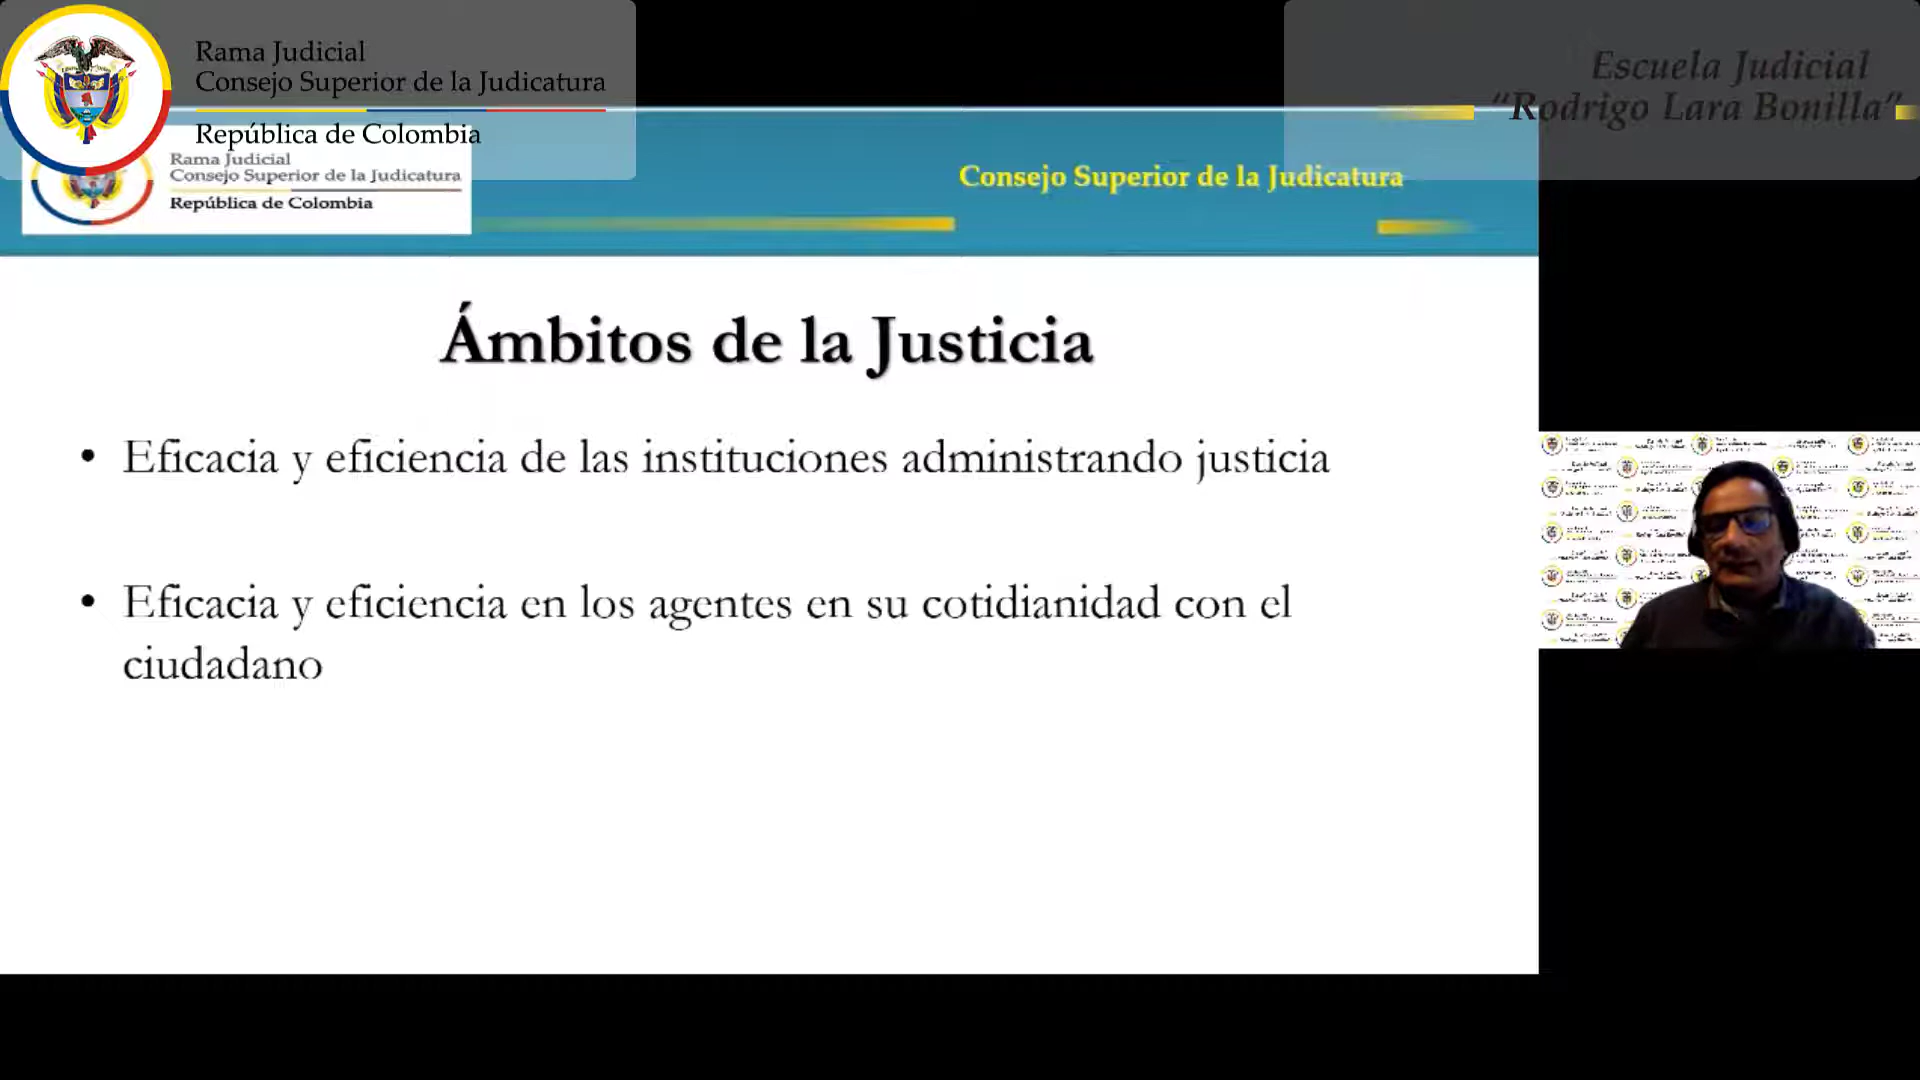 Rama Judicial
Consejo Superior de la Judicatura
República de Colombia
Escuela Judicial
“Rodrigo Lara Bonilla”
Rama Judicial
Consejo Superior de la Judicatura
República de Colombia
Consejo Superior de la Judicatura
Ámbitos de la Justicia
• Eficacia y eficiencia de las instituciones administrando justicia
• Eficacia y eficiencia en los agentes en su cotidianidad con el
ciudadano